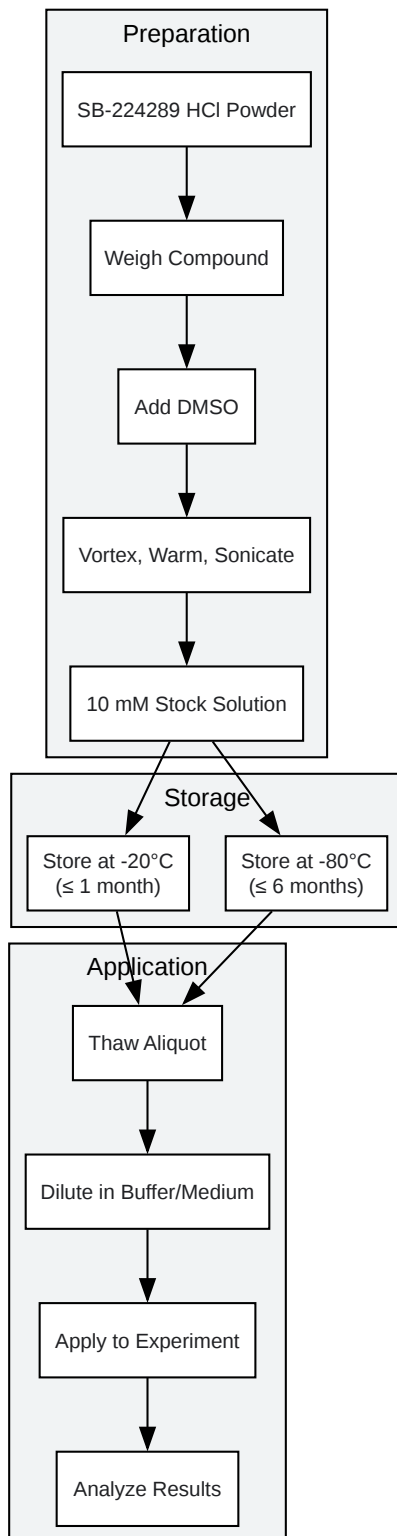 Preparation
SB-224289 HCl Powder
Weigh Compound
Add DMSO
Vortex, Warm, Sonicate
10 mM Stock Solution
Storage
Store at -20°C
(≤ 1 month)
Store at -80°C
(≤ 6 months)
Application
Thaw Aliquot
Dilute in Buffer/Medium
Apply to Experiment
Analyze Results